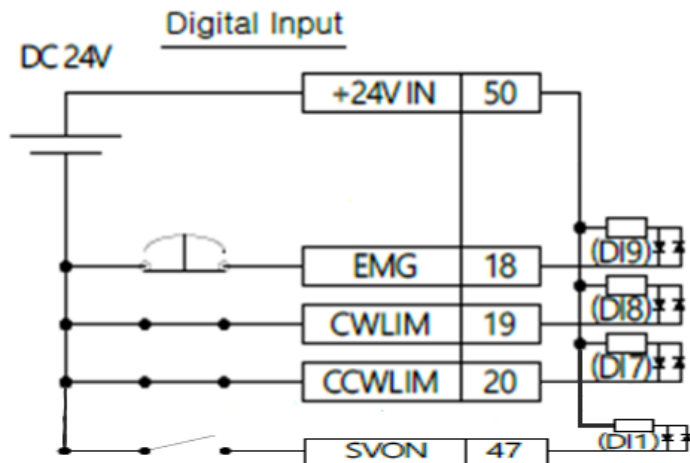 Digital Input
DC 24V
+24V IN 50
EMG 18
(DI9)
CWLIM 19
(DI8)
CCWLIM 20
(DI7)
SVON 47
(DI1)